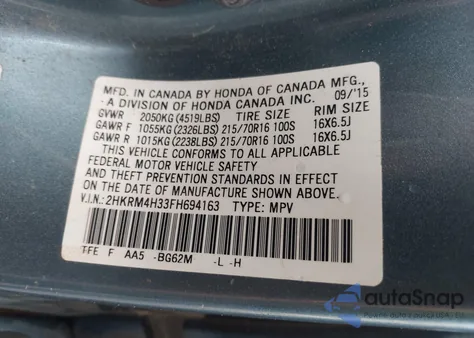 MFD. IN CANADA BY HONDA OF CANADA MFG.,
- A DIVISION OF HONDA CANADA INC. 09/'15
GVWR 2050KG (4519LBS) TIRE SIZE RIM SIZE
GAWR F 1055KG (2326LBS) 215/70R16 100S 16X6.5J
GAWR R 1015KG (2238LBS) 215/70R16 100S 16X6.5J
THIS VEHICLE CONFORMS TO ALL APPLICABLE
FEDERAL MOTOR VEHICLE SAFETY
AND THEFT PREVENTION STANDARDS IN EFFECT
ON THE DATE OF MANUFACTURE SHOWN ABOVE.
V.I.N.: 2HKRM4H33FH694163 TYPE: MPV
TFE F AA5 -BG62M -L -H
autoSnap